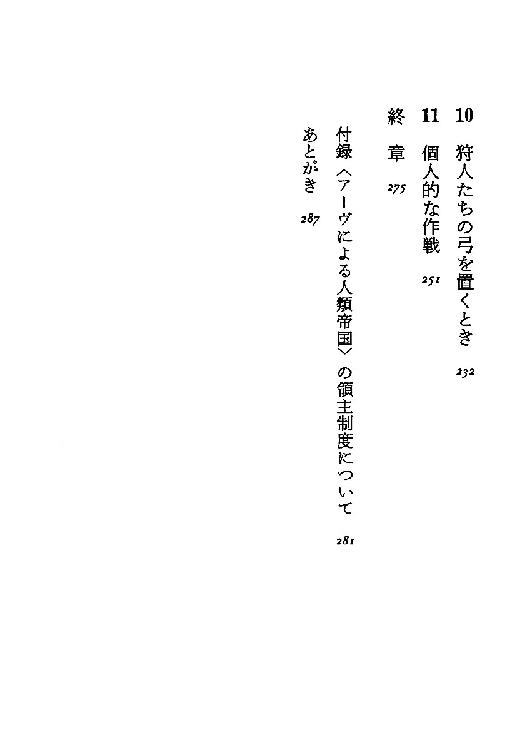 10 狩人たちの弓を置くとき 232
11 個人的な作戦 251
終章 275
付録〈アーヴによる人類帝国〉の領主制度について 281
あとがき 287